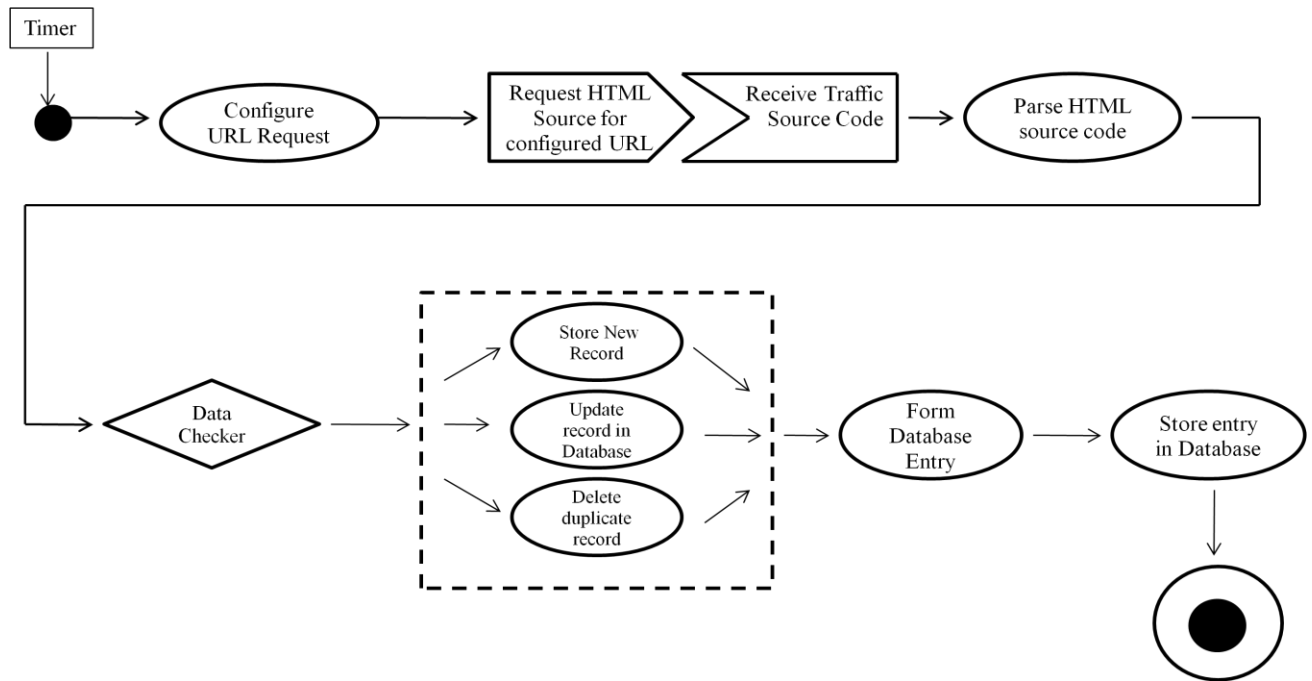 Timer
Configure
URL Request
Request HTML
Source for
configured URL
Receive Traffic
Source Code
Parse HTML
source code
Data
Checker
Store New
Record
Update
record in
Database
Delete
duplicate
record
Form
Database
Entry
Store entry
in Database